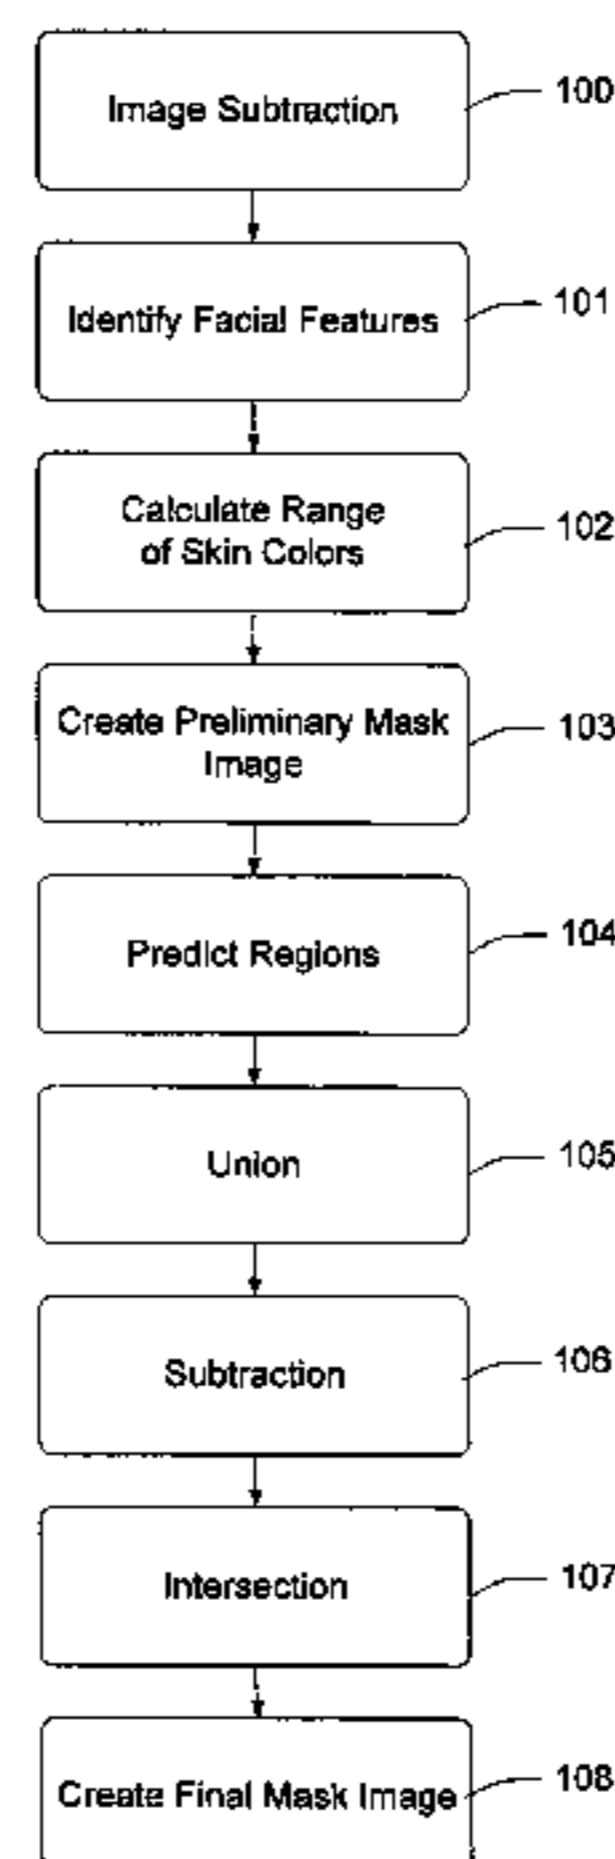 Image Subtraction
100
Identify Facial Features
101
Calculate Range
of Skin Colors
102
Create Preliminary Mask
Image
103
Predict Regions
104
Union
105
Subtraction
106
Intersection
107
Create Final Mask Image
108